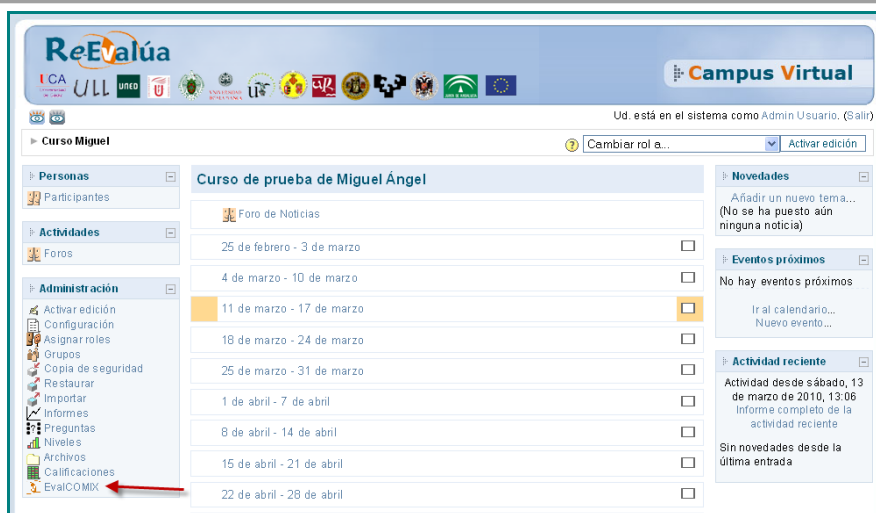 ReEvalúa
UCA
ULL
UNED
Campus Virtual
Ud. está en el sistema como Admin Usuario. (Salir)
Curso Miguel
Cambiar rol a...
Activar edición
Personas
Participantes
Actividades
Foros
Administración
Activar edición
Configuración
Asignar roles
Grupos
Copia de seguridad
Restaurar
Importar
Informes
Preguntas
Niveles
Archivos
Calificaciones
EvalCOMIX
Curso de prueba de Miguel Ángel
Foro de Noticias
25 de febrero - 3 de marzo
4 de marzo - 10 de marzo
11 de marzo - 17 de marzo
18 de marzo - 24 de marzo
25 de marzo - 31 de marzo
1 de abril - 7 de abril
8 de abril - 14 de abril
15 de abril - 21 de abril
22 de abril - 28 de abril
Novedades
Añadir un nuevo tema...
(No se ha puesto aún
ninguna noticia)
Eventos próximos
No hay eventos próximos
Ir al calendario...
Nuevo evento...
Actividad reciente
Actividad desde sábado, 13
de marzo de 2010, 13:06
Informe completo de la
actividad reciente
Sin novedades desde la
última entrada